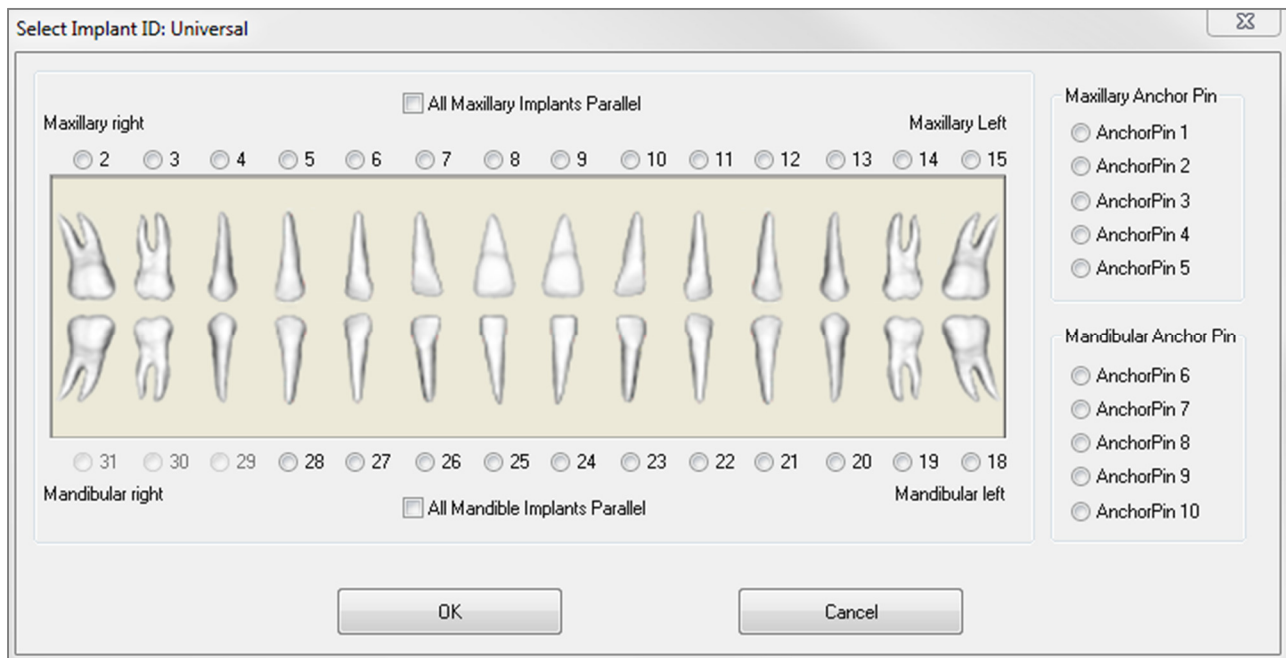 Select Implant ID: Universal
All Maxillary Implants Parallel
Maxillary right
Maxillary Left
2 3 4 5 6 7 8 9 10 11 12 13 14 15
31 30 29 28 27 26 25 24 23 22 21 20 19 18
Mandibular right
Mandibular left
All Mandible Implants Parallel
Maxillary Anchor Pin
AnchorPin 1
AnchorPin 2
AnchorPin 3
AnchorPin 4
AnchorPin 5
Mandibular Anchor Pin
AnchorPin 6
AnchorPin 7
AnchorPin 8
AnchorPin 9
AnchorPin 10
OK
Cancel